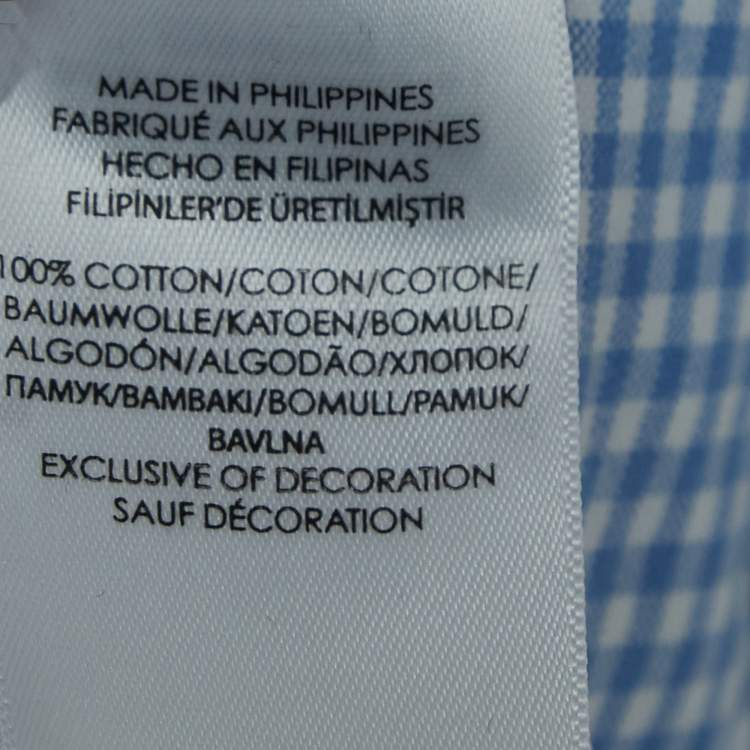 MADE IN PHILIPPINES
FABRIQUÉ AUX PHILIPPINES
HECHO EN FILIPINAS
FİLİPİNLER'DE ÜRETİLMİŞTİR
100% COTTON/COTON/COTONE/
BAUMWOLLE/KATOEN/BOMULD/
ALGODÓN/ALGODÃO/ХЛОПОК/
ПАМУК/BAMBAKI/BOMULL/PAMUK/
BAVLNA
EXCLUSIVE OF DECORATION
SAUF DÉCORATION